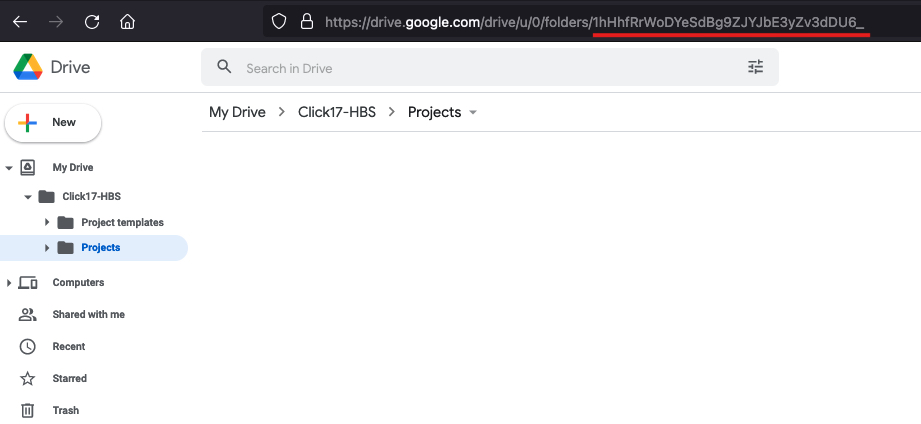 https://drive.google.com/drive/u/0/folders/1hHhfRrWoDYeSdBg9ZJYJbE3yZv3dDU6_
Drive
Search in Drive
New
My Drive > Click17-HBS > Projects
My Drive
Click17-HBS
Project templates
Projects
Computers
Shared with me
Recent
Starred
Trash